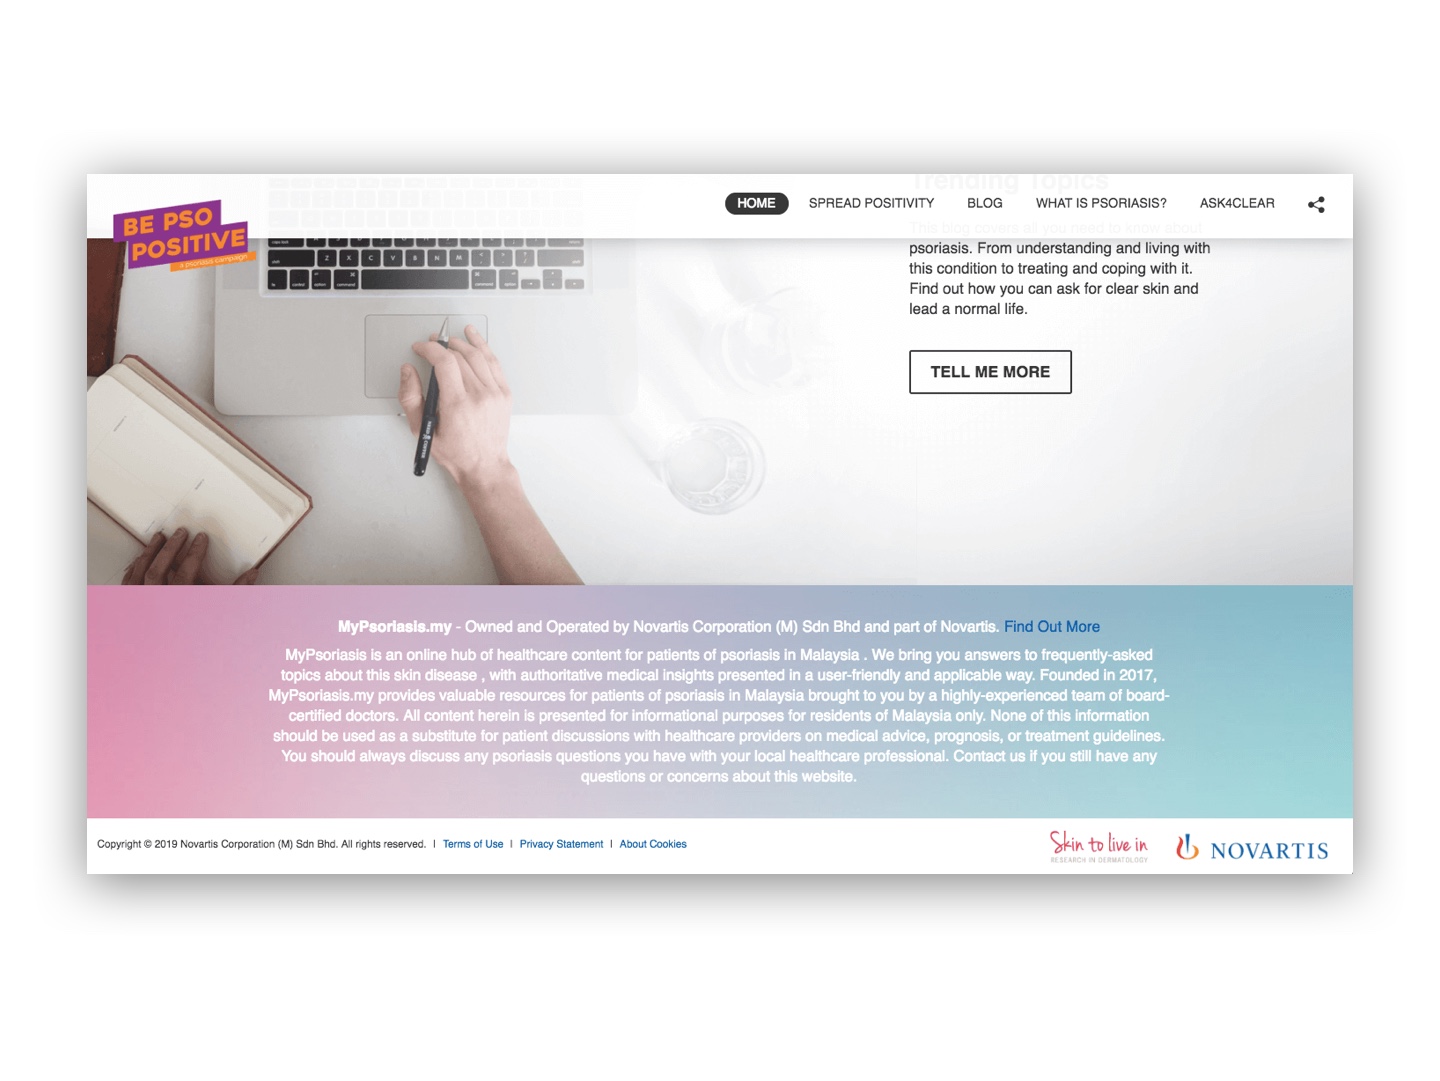 BE PSO
POSITIVE
a psoriasis campaign
HOME
SPREAD POSITIVITY
BLOG
WHAT IS PSORIASIS?
ASK4CLEAR
Trending Topics
This blog covers all you need to know about
psoriasis. From understanding and living with
this condition to treating and coping with it.
Find out how you can ask for clear skin and
lead a normal life.
TELL ME MORE
MyPsoriasis.my - Owned and Operated by Novartis Corporation (M) Sdn Bhd and part of Novartis. Find Out More
MyPsoriasis is an online hub of healthcare content for patients of psoriasis in Malaysia . We bring you answers to frequently-asked
topics about this skin disease , with authoritative medical insights presented in a user-friendly and applicable way. Founded in 2017,
MyPsoriasis.my provides valuable resources for patients of psoriasis in Malaysia brought to you by a highly-experienced team of board-
certified doctors. All content herein is presented for informational purposes for residents of Malaysia only. None of this information
should be used as a substitute for patient discussions with healthcare providers on medical advice, prognosis, or treatment guidelines.
You should always discuss any psoriasis questions you have with your local healthcare professional. Contact us if you still have any
questions or concerns about this website.
Copyright © 2019 Novartis Corporation (M) Sdn Bhd. All rights reserved. | Terms of Use | Privacy Statement | About Cookies
Skin to live in
RESEARCH IN DERMATOLOGY
NOVARTIS